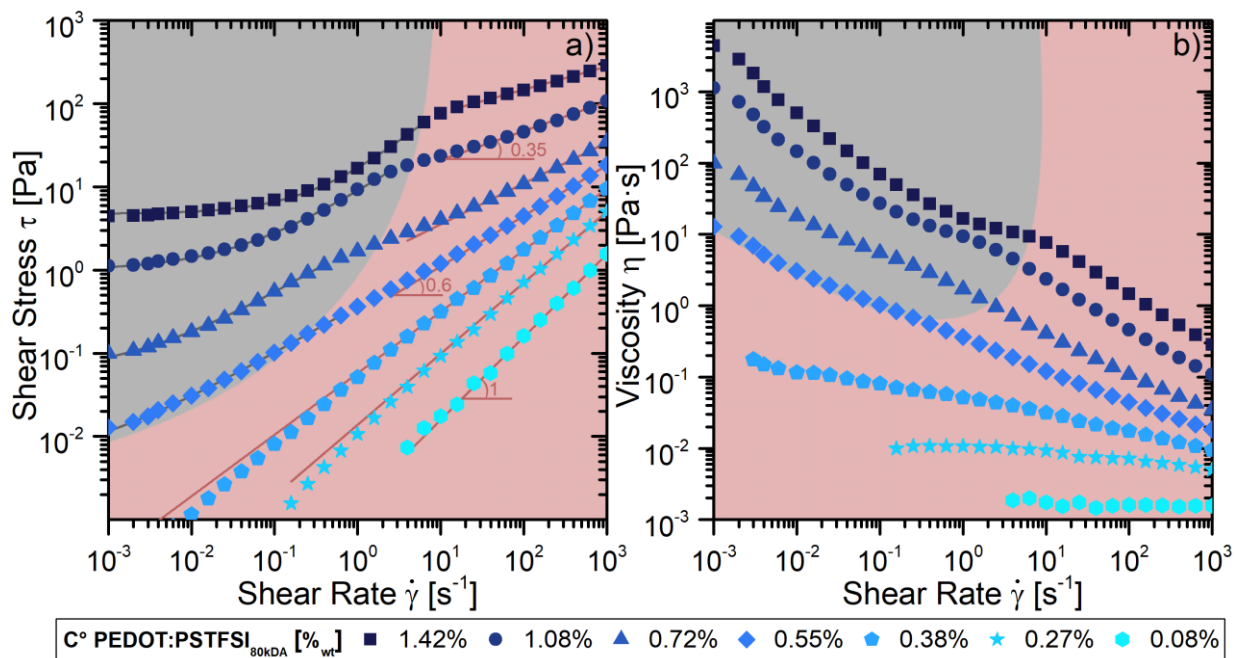 a)
b)
Shear Stress τ [Pa]
10³
10²
10¹
10⁰
10⁻¹
10⁻²
0.35
0.6
1
10⁻³ 10⁻² 10⁻¹ 10⁰ 10¹ 10² 10³
Shear Rate γ̇ [s⁻¹]
Viscosity η [Pa·s]
10³
10²
10¹
10⁰
10⁻¹
10⁻²
10⁻³
10⁻³ 10⁻² 10⁻¹ 10⁰ 10¹ 10² 10³
Shear Rate γ̇ [s⁻¹]
C° PEDOT:PSTFSI80kDA [%wt] 1.42% 1.08% 0.72% 0.55% 0.38% 0.27% 0.08%